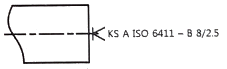 KS A ISO 6411 – B 8/2.5